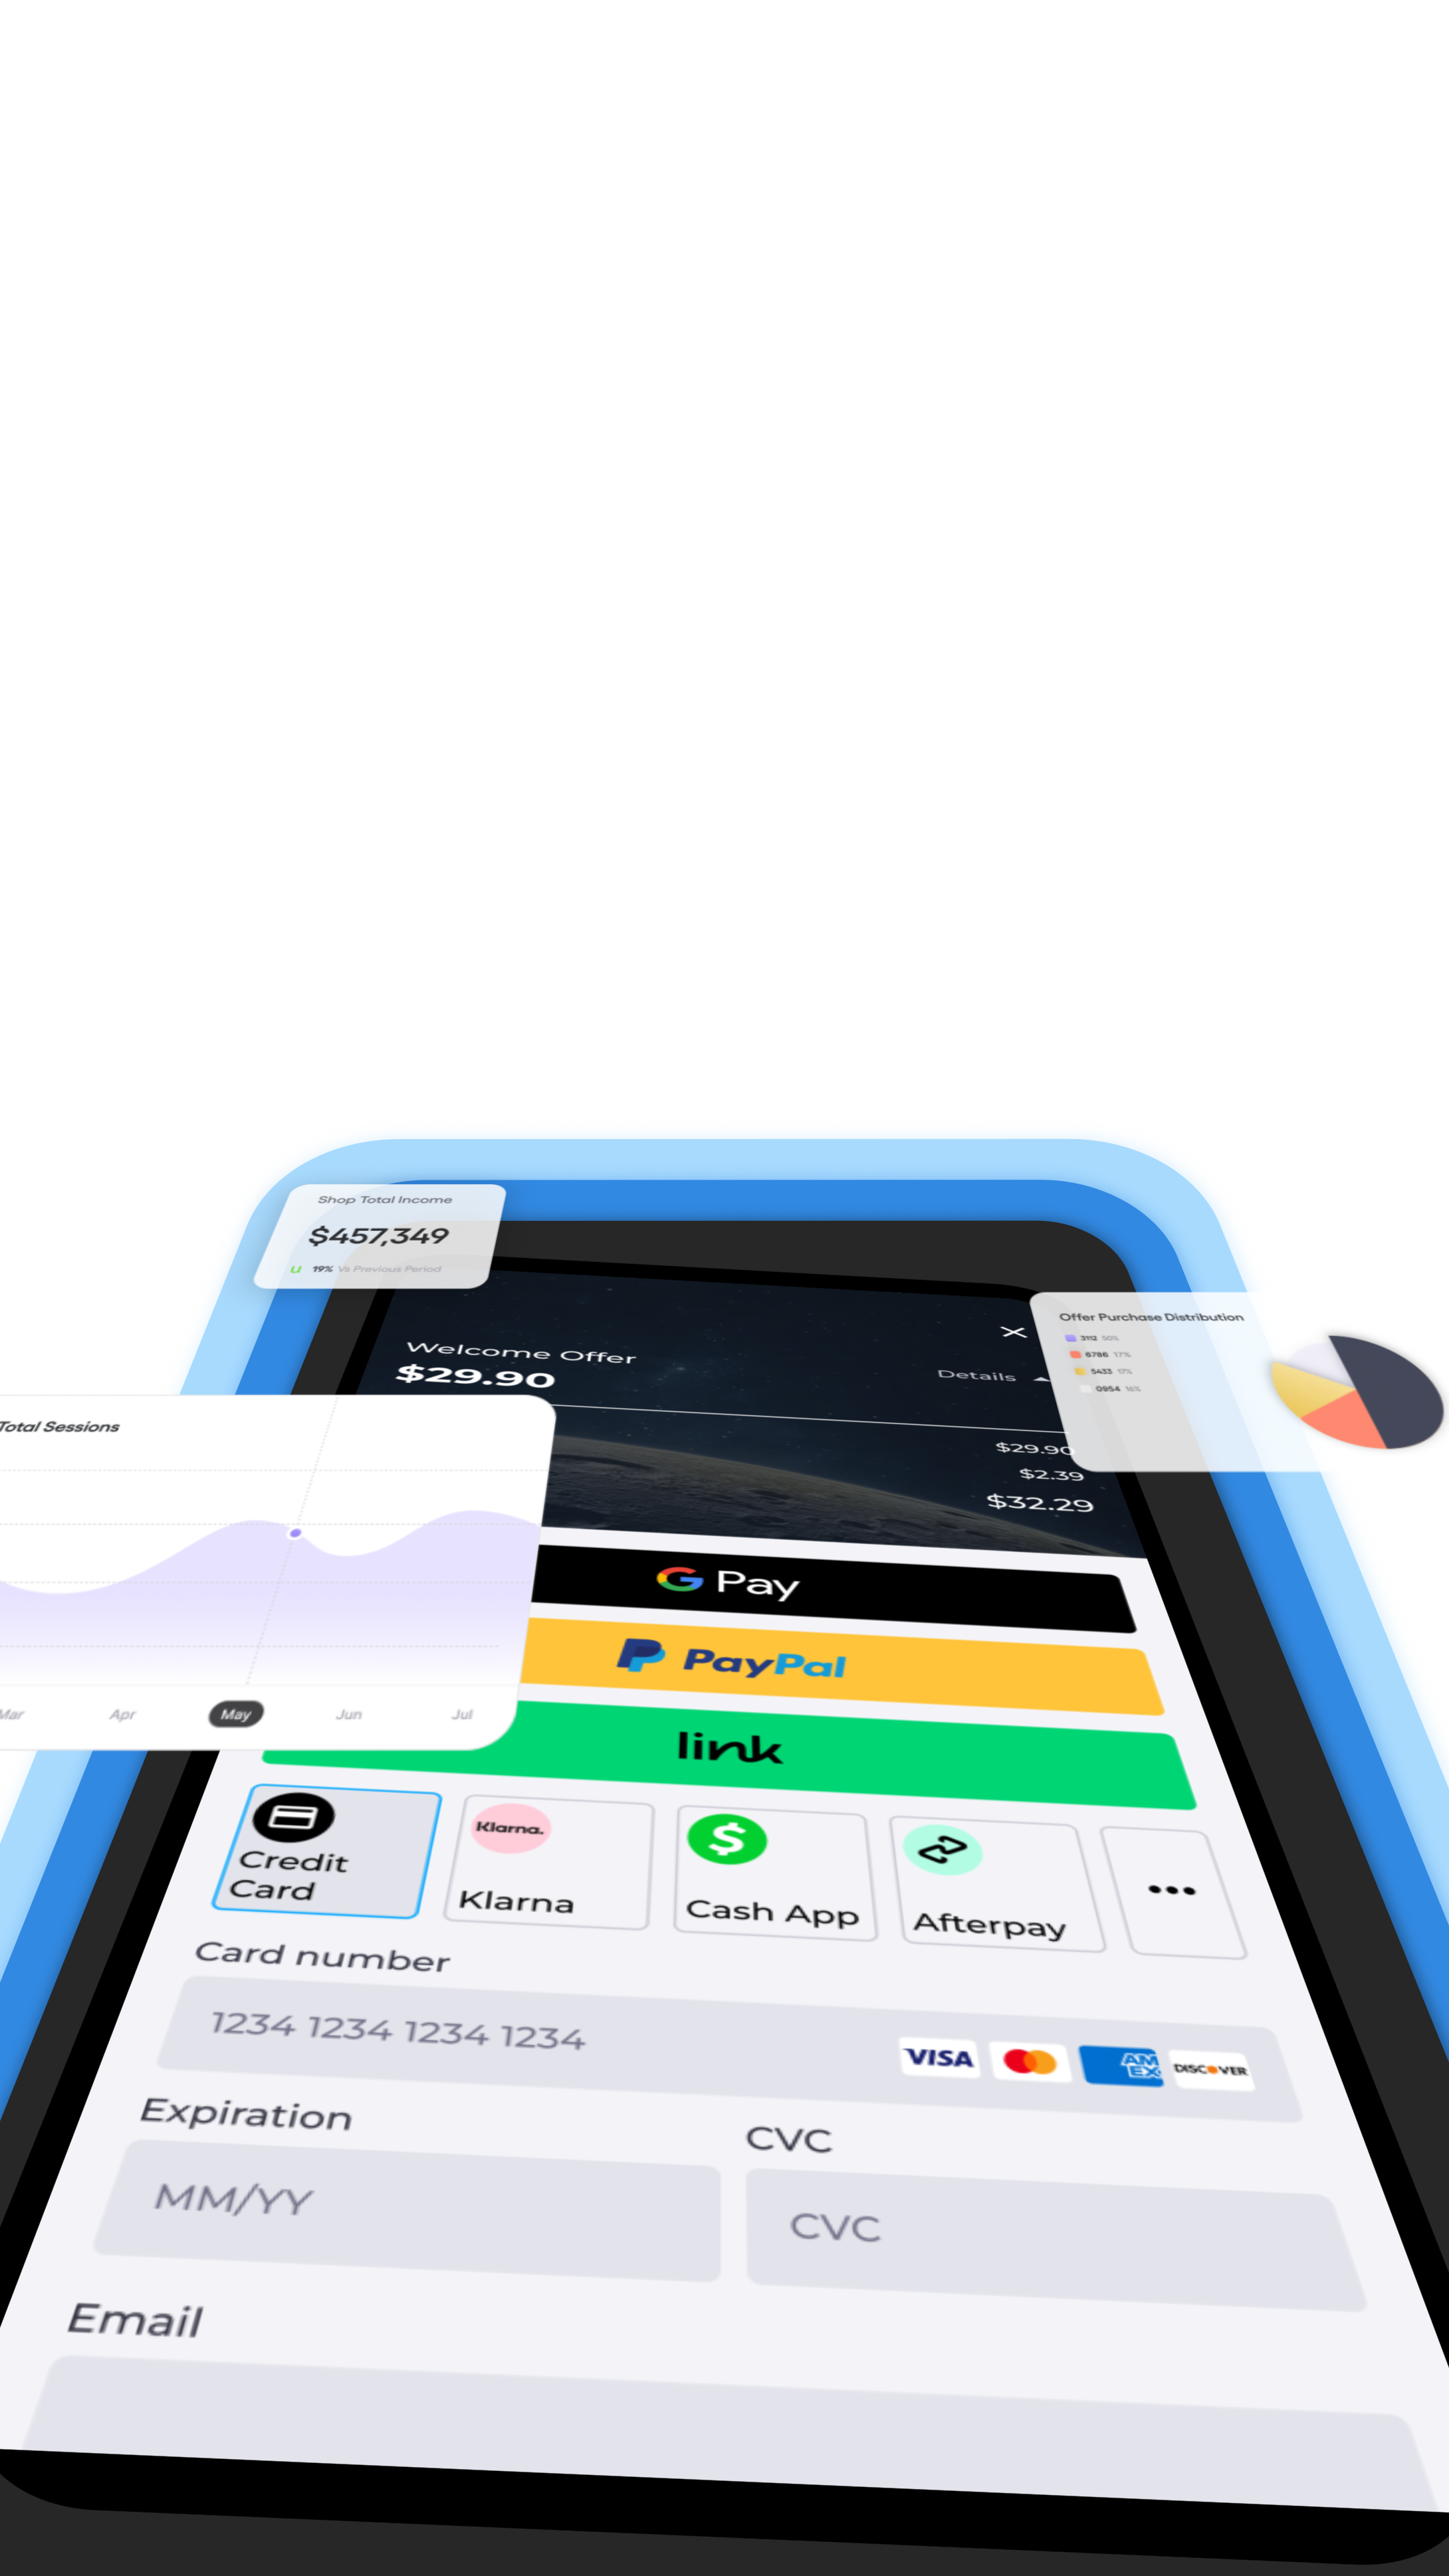 Shop Total Income
$457,349
19% Vs Previous Period
Welcome Offer
$29.90
Details
Offer Purchase Distribution
3112 50%
6786 17%
5433 17%
0954 16%
$29.90
$2.39
$32.29
Total Sessions
Mar Apr May Jun Jul
G Pay
PayPal
link
Credit
Card
Klarna.
Klarna
$
Cash App
Afterpay
Card number
1234 1234 1234 1234
VISA
AM
EX
DISCOVER
Expiration
CVC
MM/YY
CVC
Email